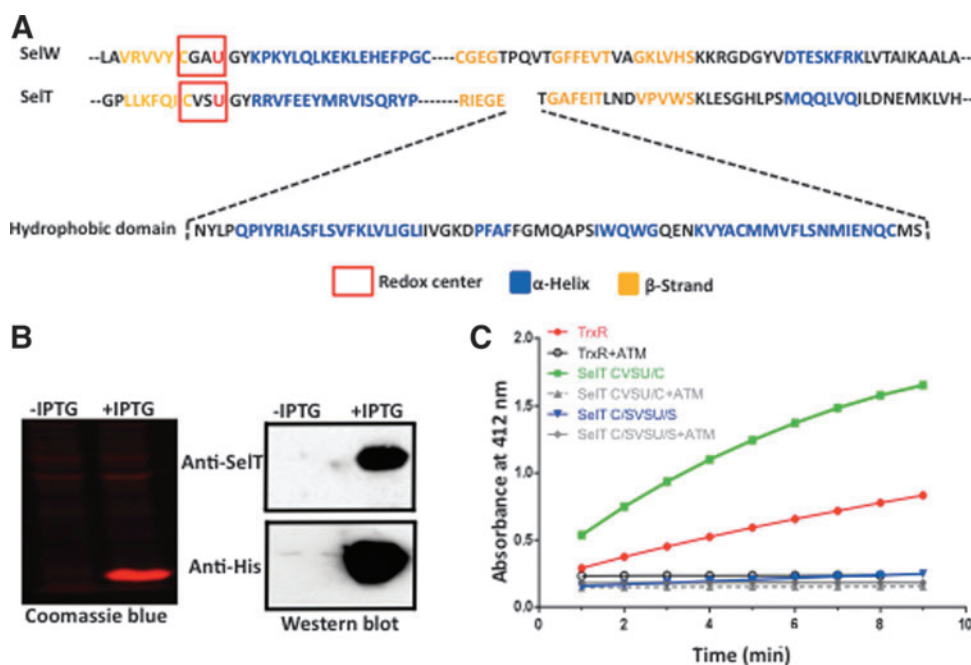 A
SelW --LAVRVVYCGAUGYKPKYLQLKEKLEHEFPGC----CGEGTPQVTGFFEVTVAGKLVHSKKRGDGYVDTESKFRKLVTAIKAALA--
SelT --GPLLKFQICVSUGYRRVFEEYMRVISQRYP-------RIEGE TGAFEITLNDVPVWSKLESGHLPSMQQLVQILDNEMKLVH--
Hydrophobic domain NYLPQPIYRIASFLSVFKLVLIGLIIVGKDPFAFFGMQAPSIWQWGQENKVYACMMVFLSNMIENQCMS
Redox center α-Helix β-Strand
B
-IPTG +IPTG
Coomassie blue
-IPTG +IPTG
Anti-SelT
Anti-His
Western blot
C
TrxR
TrxR+ATM
SelT CVSU/C
SelT CVSU/C+ATM
SelT C/SVSU/S
SelT C/SVSU/S+ATM
Absorbance at 412 nm
2.0
1.5
1.0
0.5
0.0
0 2 4 6 8 10
Time (min)